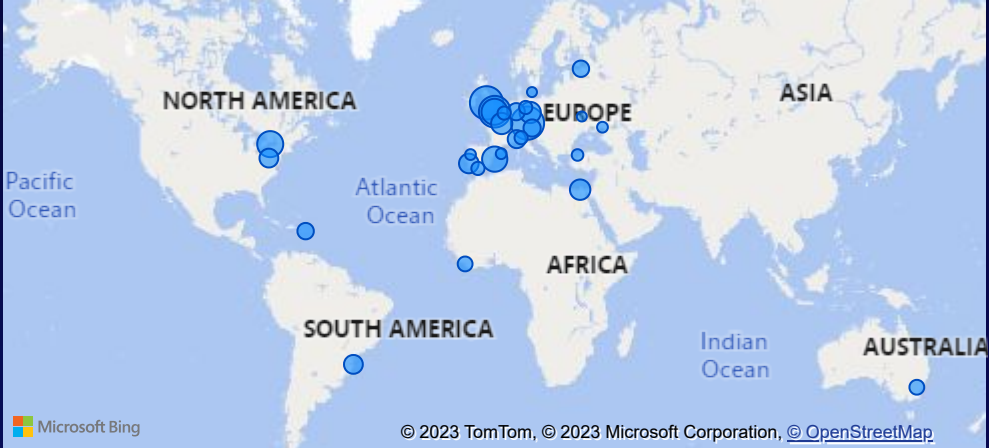 NORTH AMERICA
EUROPE
ASIA
Pacific
Ocean
Atlantic
Ocean
AFRICA
SOUTH AMERICA
Indian
Ocean
AUSTRALIA
Microsoft Bing
© 2023 TomTom, © 2023 Microsoft Corporation, © OpenStreetMap